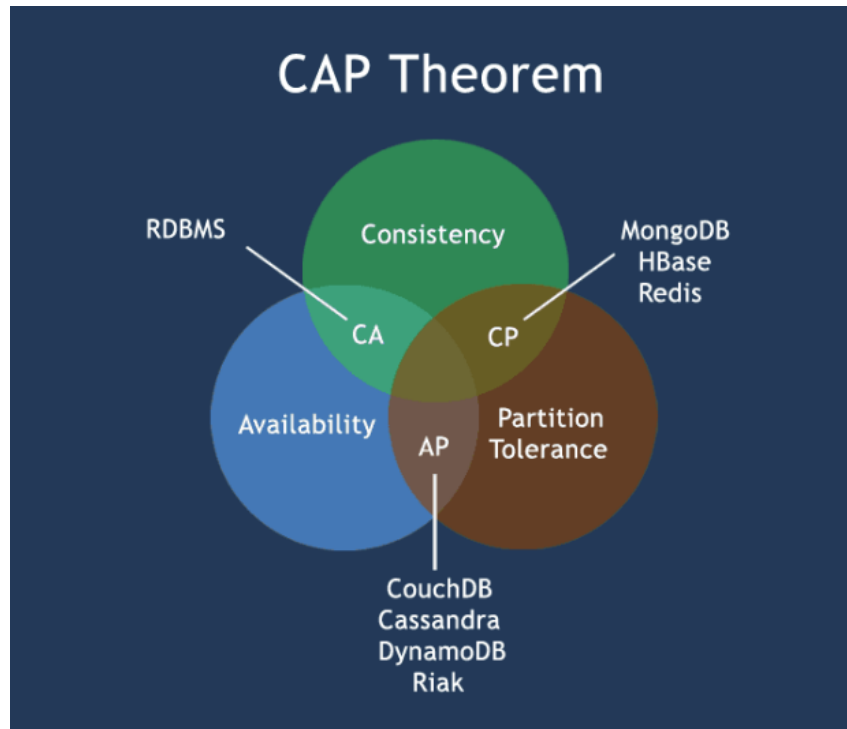 CAP Theorem
RDBMS
Consistency
MongoDB
HBase
Redis
CA
CP
Availability
Partition
Tolerance
AP
CouchDB
Cassandra
DynamoDB
Riak